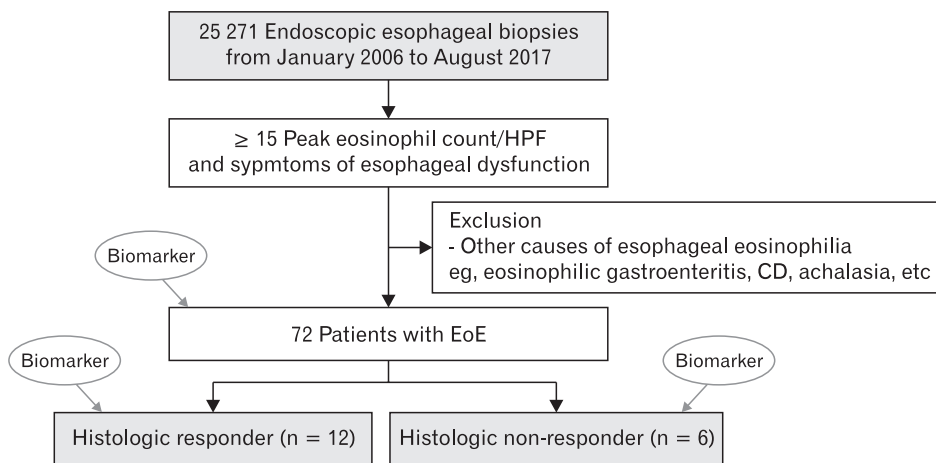 25 271 Endoscopic esophageal biopsies
from January 2006 to August 2017
≥ 15 Peak eosinophil count/HPF
and sypmtoms of esophageal dysfunction
Exclusion
- Other causes of esophageal eosinophilia
eg, eosinophilic gastroenteritis, CD, achalasia, etc
Biomarker
72 Patients with EoE
Biomarker
Biomarker
Histologic responder (n = 12)
Histologic non-responder (n = 6)